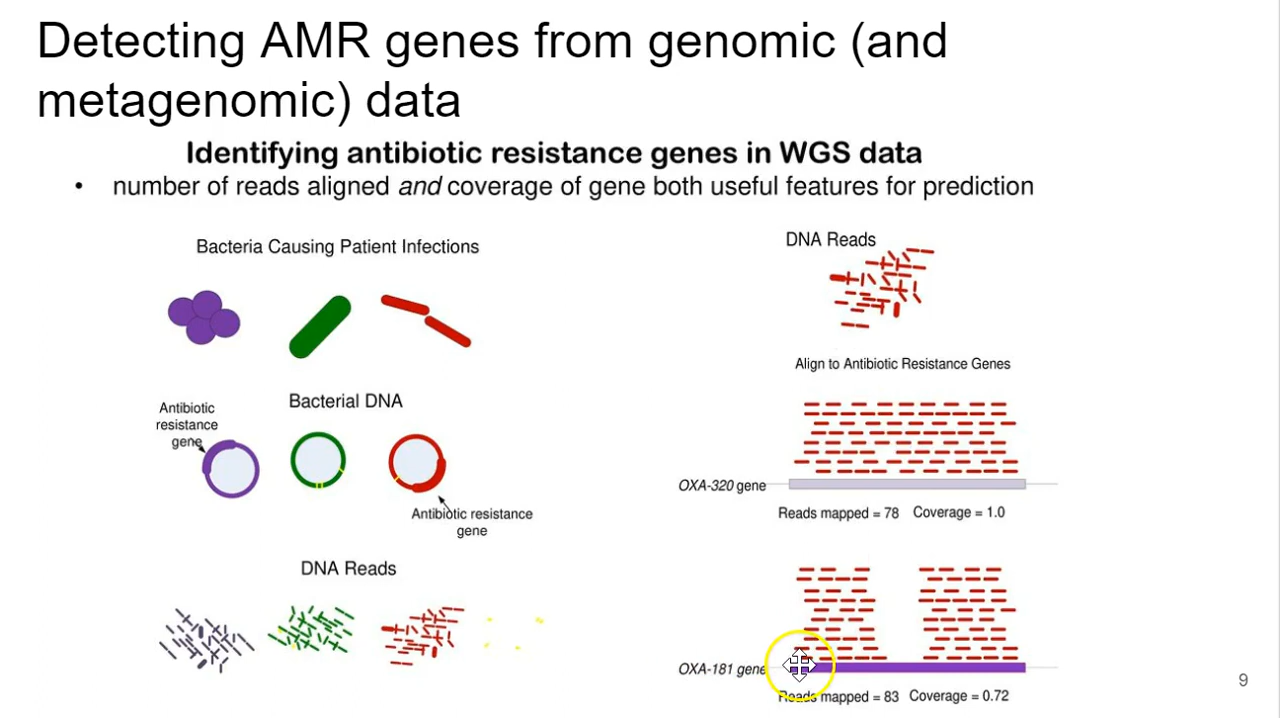 Detecting AMR genes from genomic (and
metagenomic) data
Identifying antibiotic resistance genes in WGS data
• number of reads aligned and coverage of gene both useful features for prediction
Bacteria Causing Patient Infections
Antibiotic
resistance
gene
Bacterial DNA
Antibiotic resistance
gene
DNA Reads
DNA Reads
Align to Antibiotic Resistance Genes
OXA-320 gene
Reads mapped = 78 Coverage = 1.0
OXA-181 gene
Reads mapped = 83 Coverage = 0.72
9